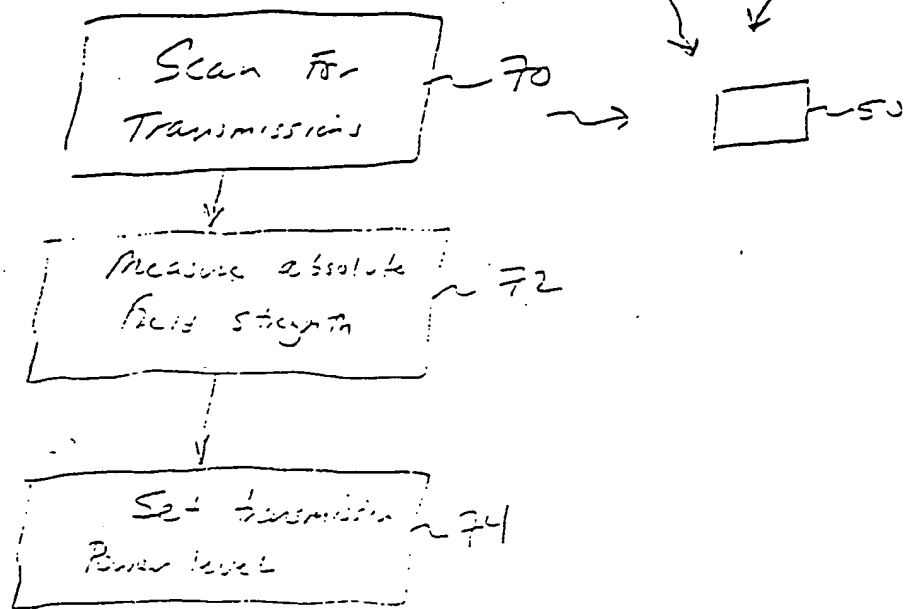 Scan For
Transmissions
70
50
Measure absolute
field strength
72
Set transmission
Power level
74